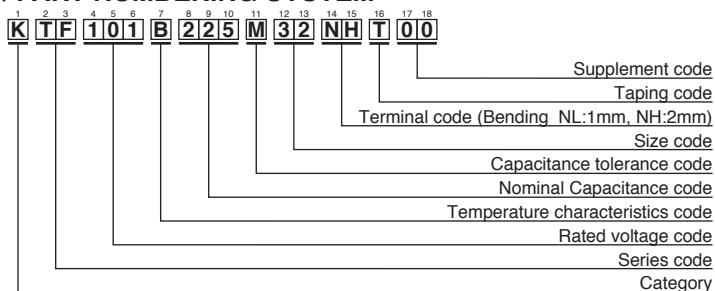 1 2 3 4 5 6 7 8 9 10 11 12 13 14 15 16 17 18
K TF 101 B 225 M 32 NH T 00
Supplement code
Taping code
Terminal code (Bending NL:1mm, NH:2mm)
Size code
Capacitance tolerance code
Nominal Capacitance code
Temperature characteristics code
Rated voltage code
Series code
Category